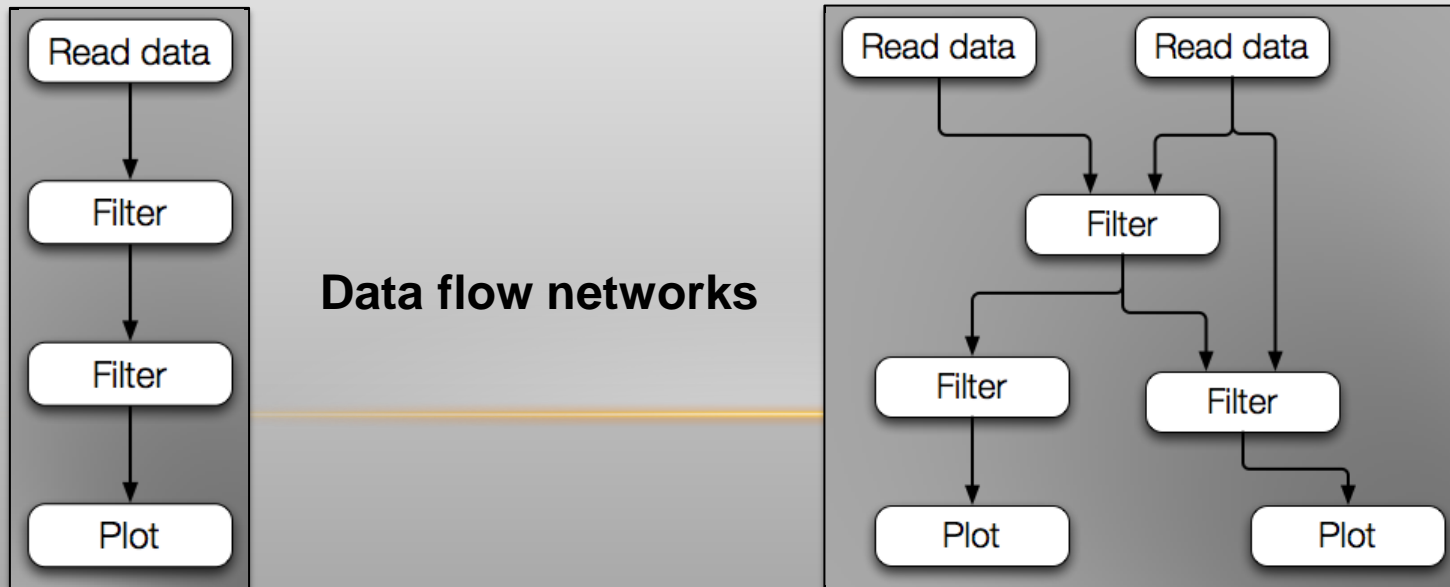 Read data
Filter
Filter
Plot
Data flow networks
Read data
Read data
Filter
Filter
Filter
Plot
Plot